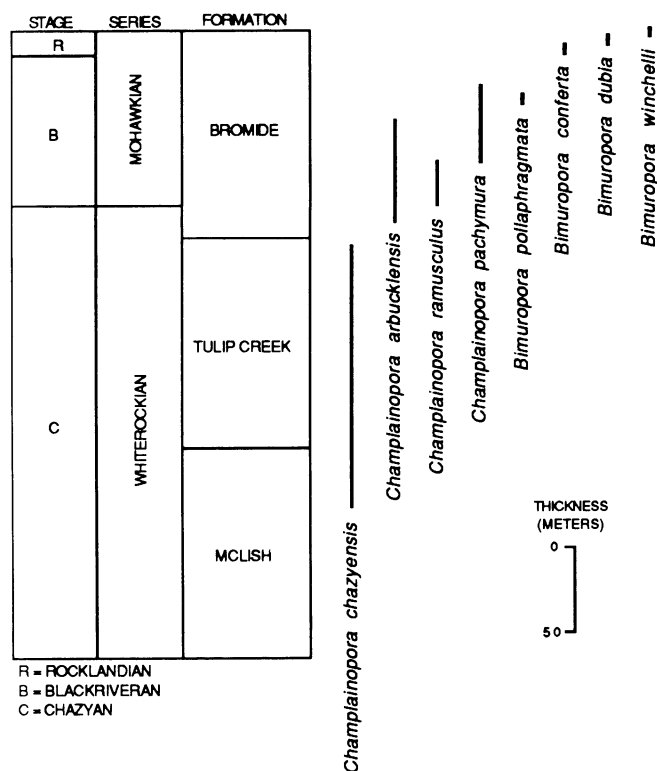 STAGE SERIES FORMATION
R
B
MOHAWKIAN
BROMIDE
C
WHITEROCKIAN
TULIP CREEK
MCLISH
R = ROCKLANDIAN
B = BLACKRIVERAN
C = CHAZYAN
Champlainopora chazyensis
Champlainopora arbucklensis
Champlainopora ramusculus
Champlainopora pachymura
Bimuropora pollaphragmata
Bimuropora conferta
Bimuropora dubia
Bimuropora winchelli
THICKNESS
(METERS)
0
50